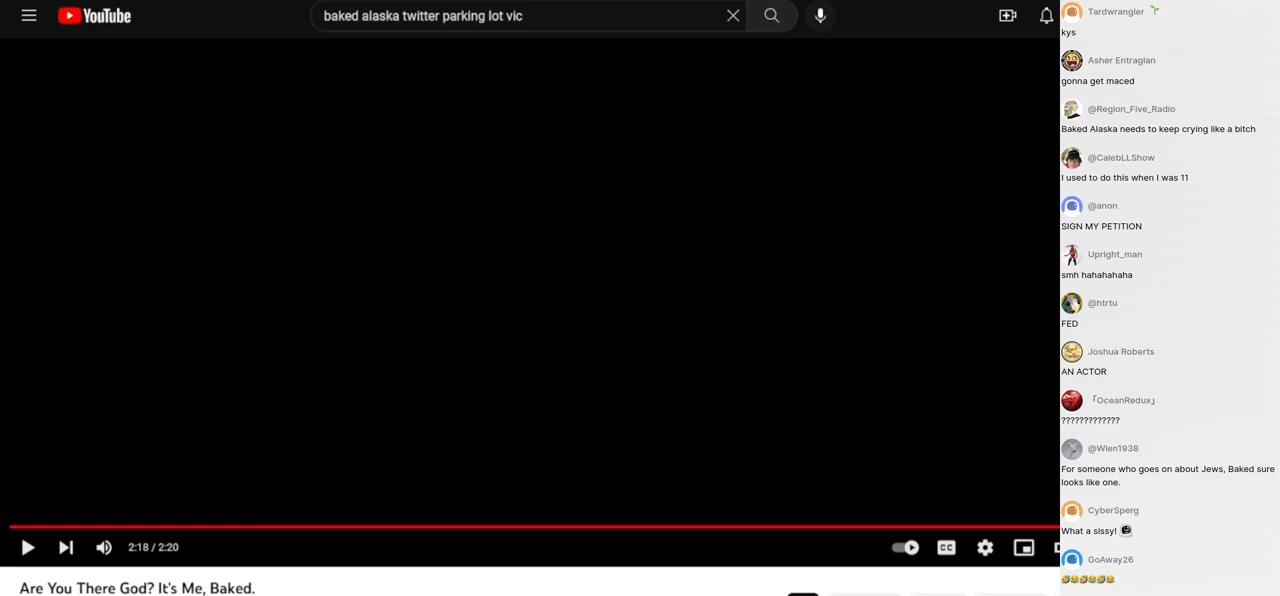 YouTube
baked alaska twitter parking lot vic
Tardwrangler
kys
Asher Entragian
gonna get maced
@Region_Five_Radio
Baked Alaska needs to keep crying like a bitch
@CalebLLShow
I used to do this when I was 11
@anon
SIGN MY PETITION
Upright_man
smh hahahahaha
@htrtu
FED
Joshua Roberts
AN ACTOR
「OceanRedux」
?????????????
@Wien1938
For someone who goes on about Jews, Baked sure
looks like one.
CyberSperg
What a sissy!
GoAway26
🤣😂🤣😂🤣😂
2:18 / 2:20
CC
Are You There God? It's Me, Baked.